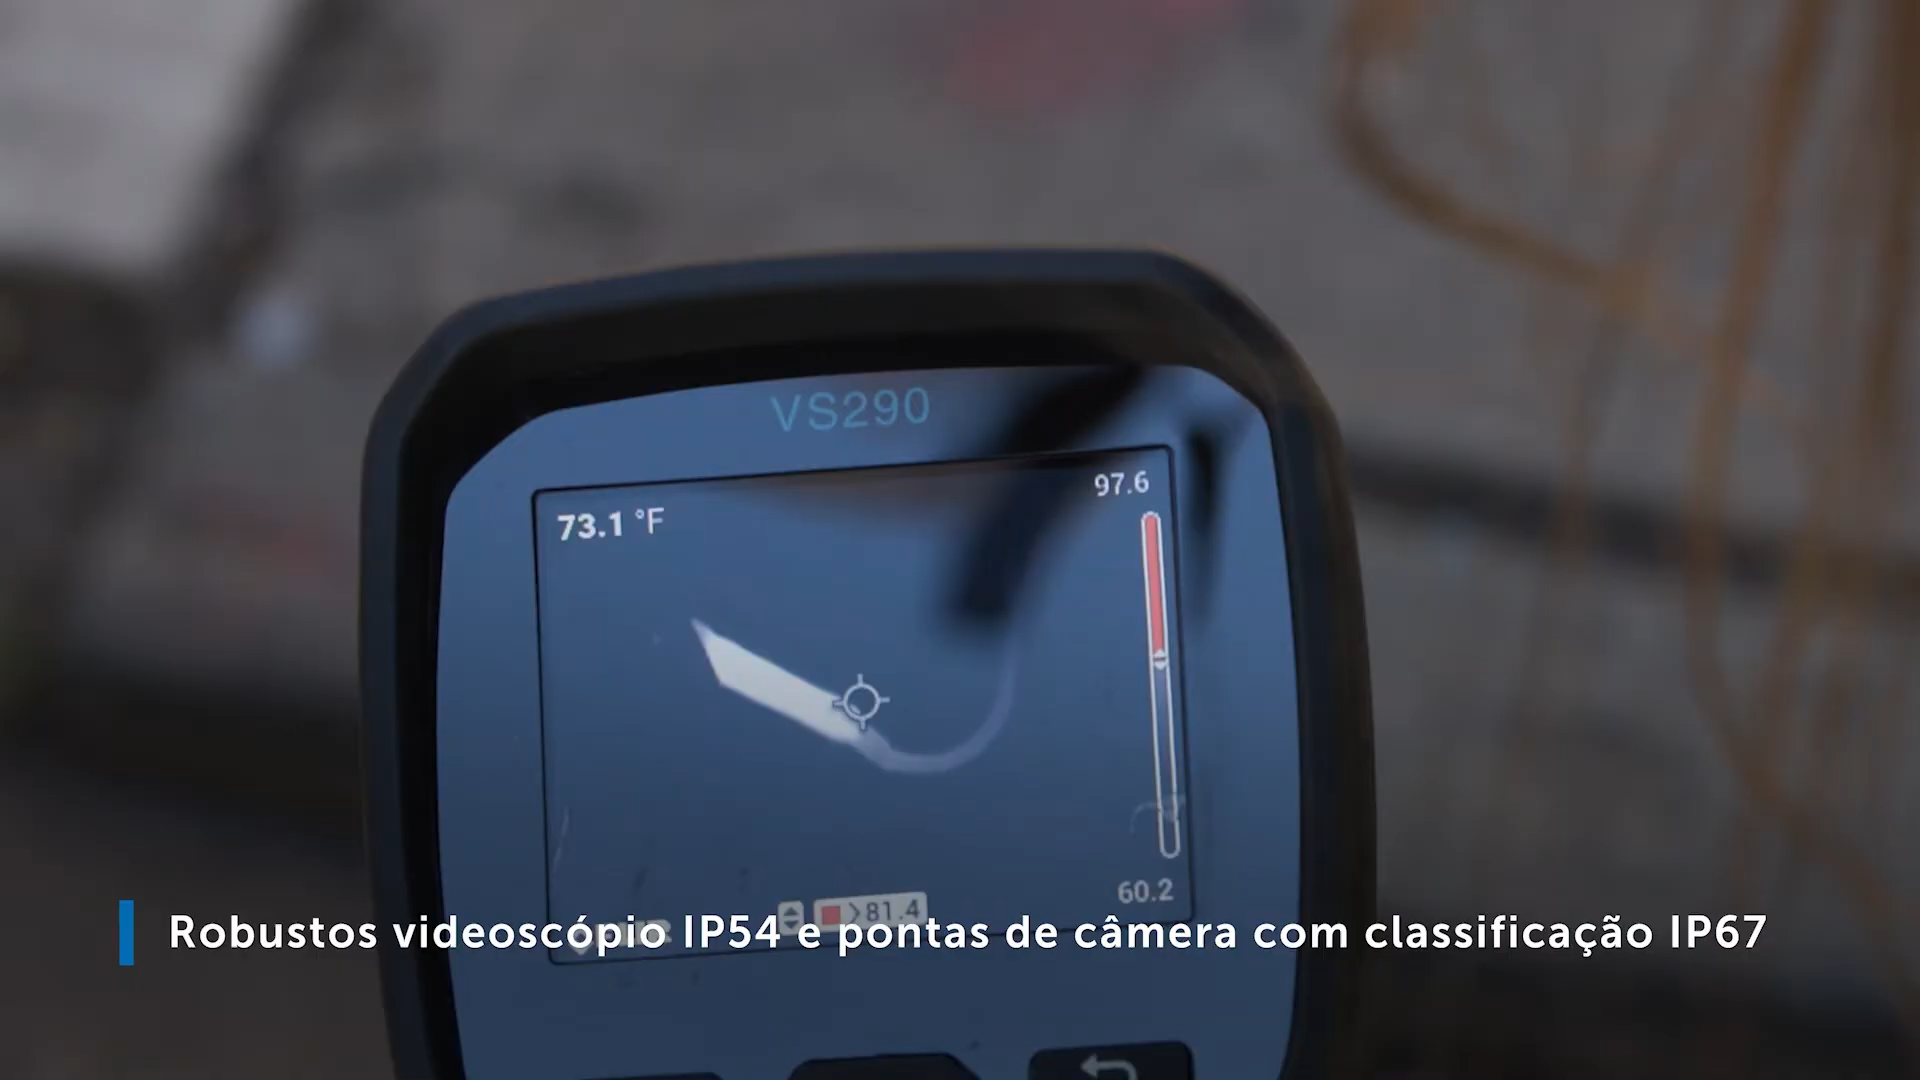 VS290
97.6
73.1 °F
60.2
>81.4
Robustos videoscópio IP54 e pontas de câmera com classificação IP67